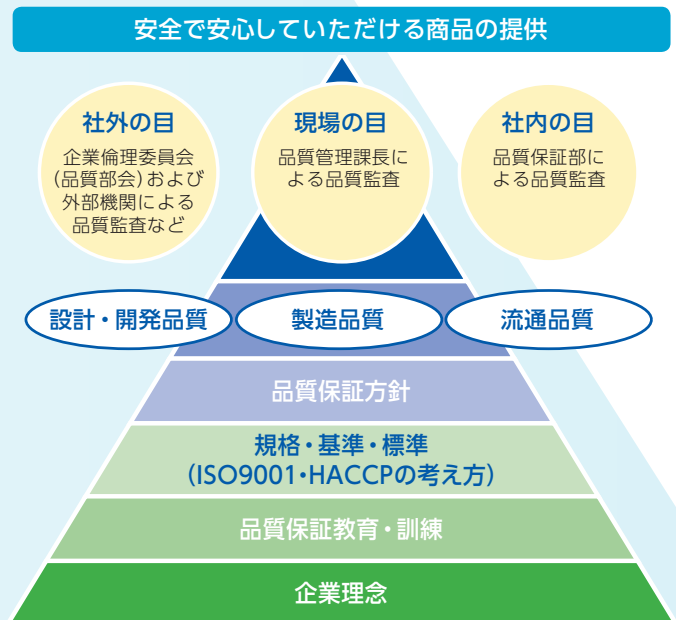 安全で安心していただける商品の提供
社外の目
企業倫理委員会
(品質部会)および
外部機関による
品質監査など
現場の目
品質管理課長に
よる品質監査
社内の目
品質保証部に
よる品質監査
設計・開発品質
製造品質
流通品質
品質保証方針
規格・基準・標準
(ISO9001・HACCPの考え方)
品質保証教育・訓練
企業理念